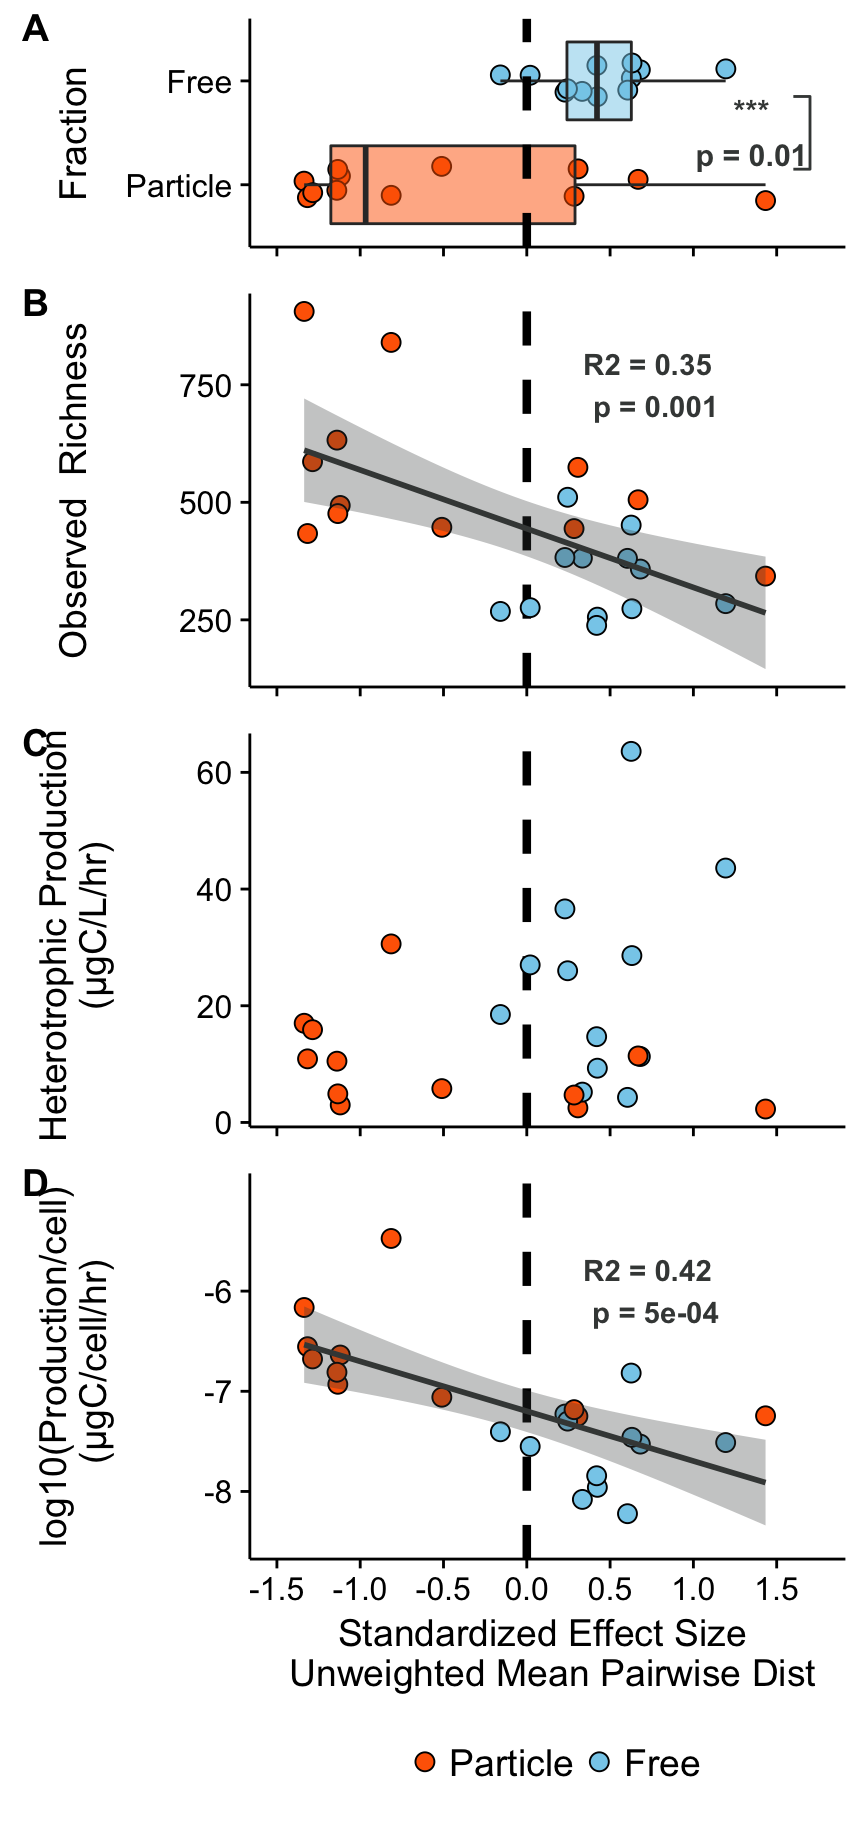 A
Fraction
Free
Particle
***
p = 0.01
B
Observed Richness
750
500
250
R2 = 0.35
p = 0.001
C
Heterotrophic Production
(µgC/L/hr)
60
40
20
0
D
log10(Production/cell)
(µgC/cell/hr)
-6
-7
-8
R2 = 0.42
p = 5e-04
-1.5 -1.0 -0.5 0.0 0.5 1.0 1.5
Standardized Effect Size
Unweighted Mean Pairwise Dist
Particle Free